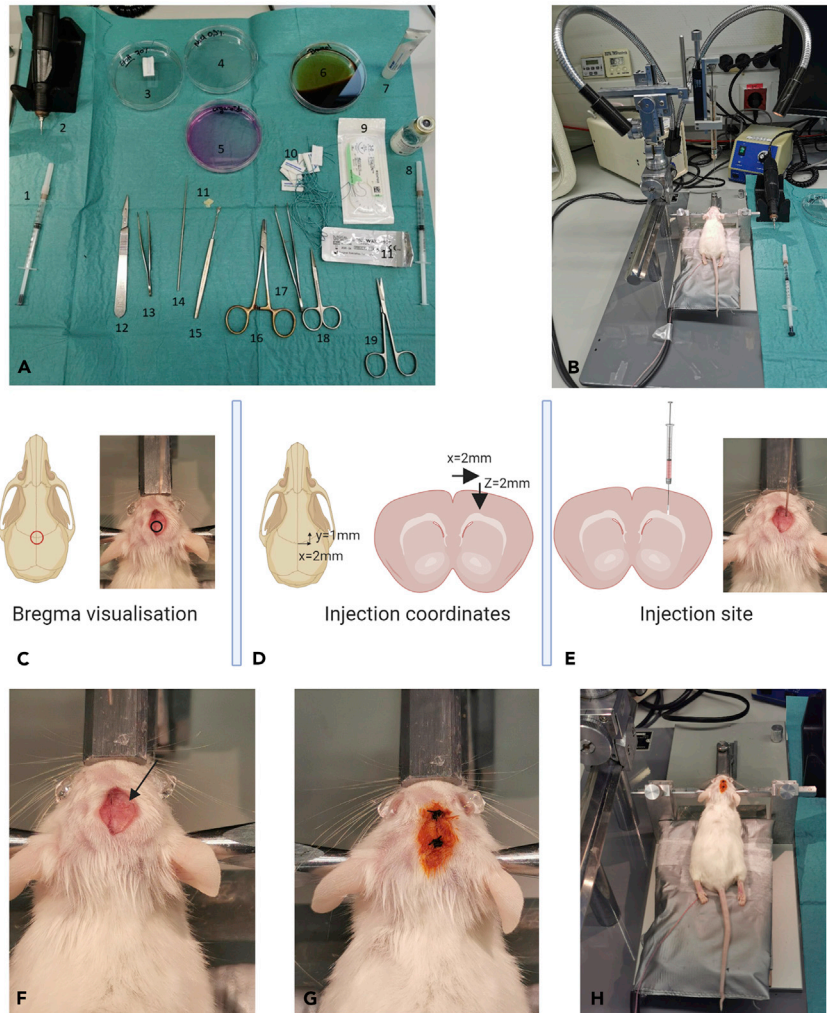 3
4
6
7
2
5
9
10
8
1
11
11
12
13
14
15
16
17
18
19
A
B
x=2mm
Z=2mm
y=1mm
x=2mm
Bregma visualisation
Injection coordinates
Injection site
C
D
E
F
G
H